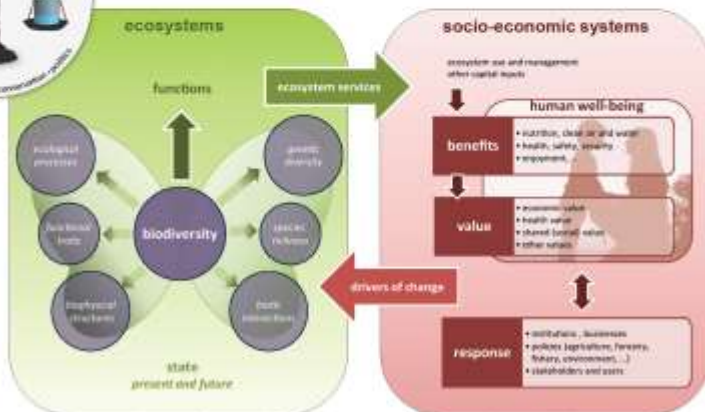 conservation - politics
ecosystems
functions
ecological
processes
genetic
diversity
functional
traits
biodiversity
species
richness
biophysical
structures
biotic
interactions
state
present and future
ecosystem services
drivers of change
socio-economic systems
ecosystem use and management
other capital inputs
human well-being
benefits
• nutrition, clean air and water
• health, safety, security
• enjoyment,
value
• economic value
• health value
• shared (social) value
• other values
response
• institutions, businesses
• policies (agriculture, forestry,
fishery, environment, ...)
• stakeholders and users